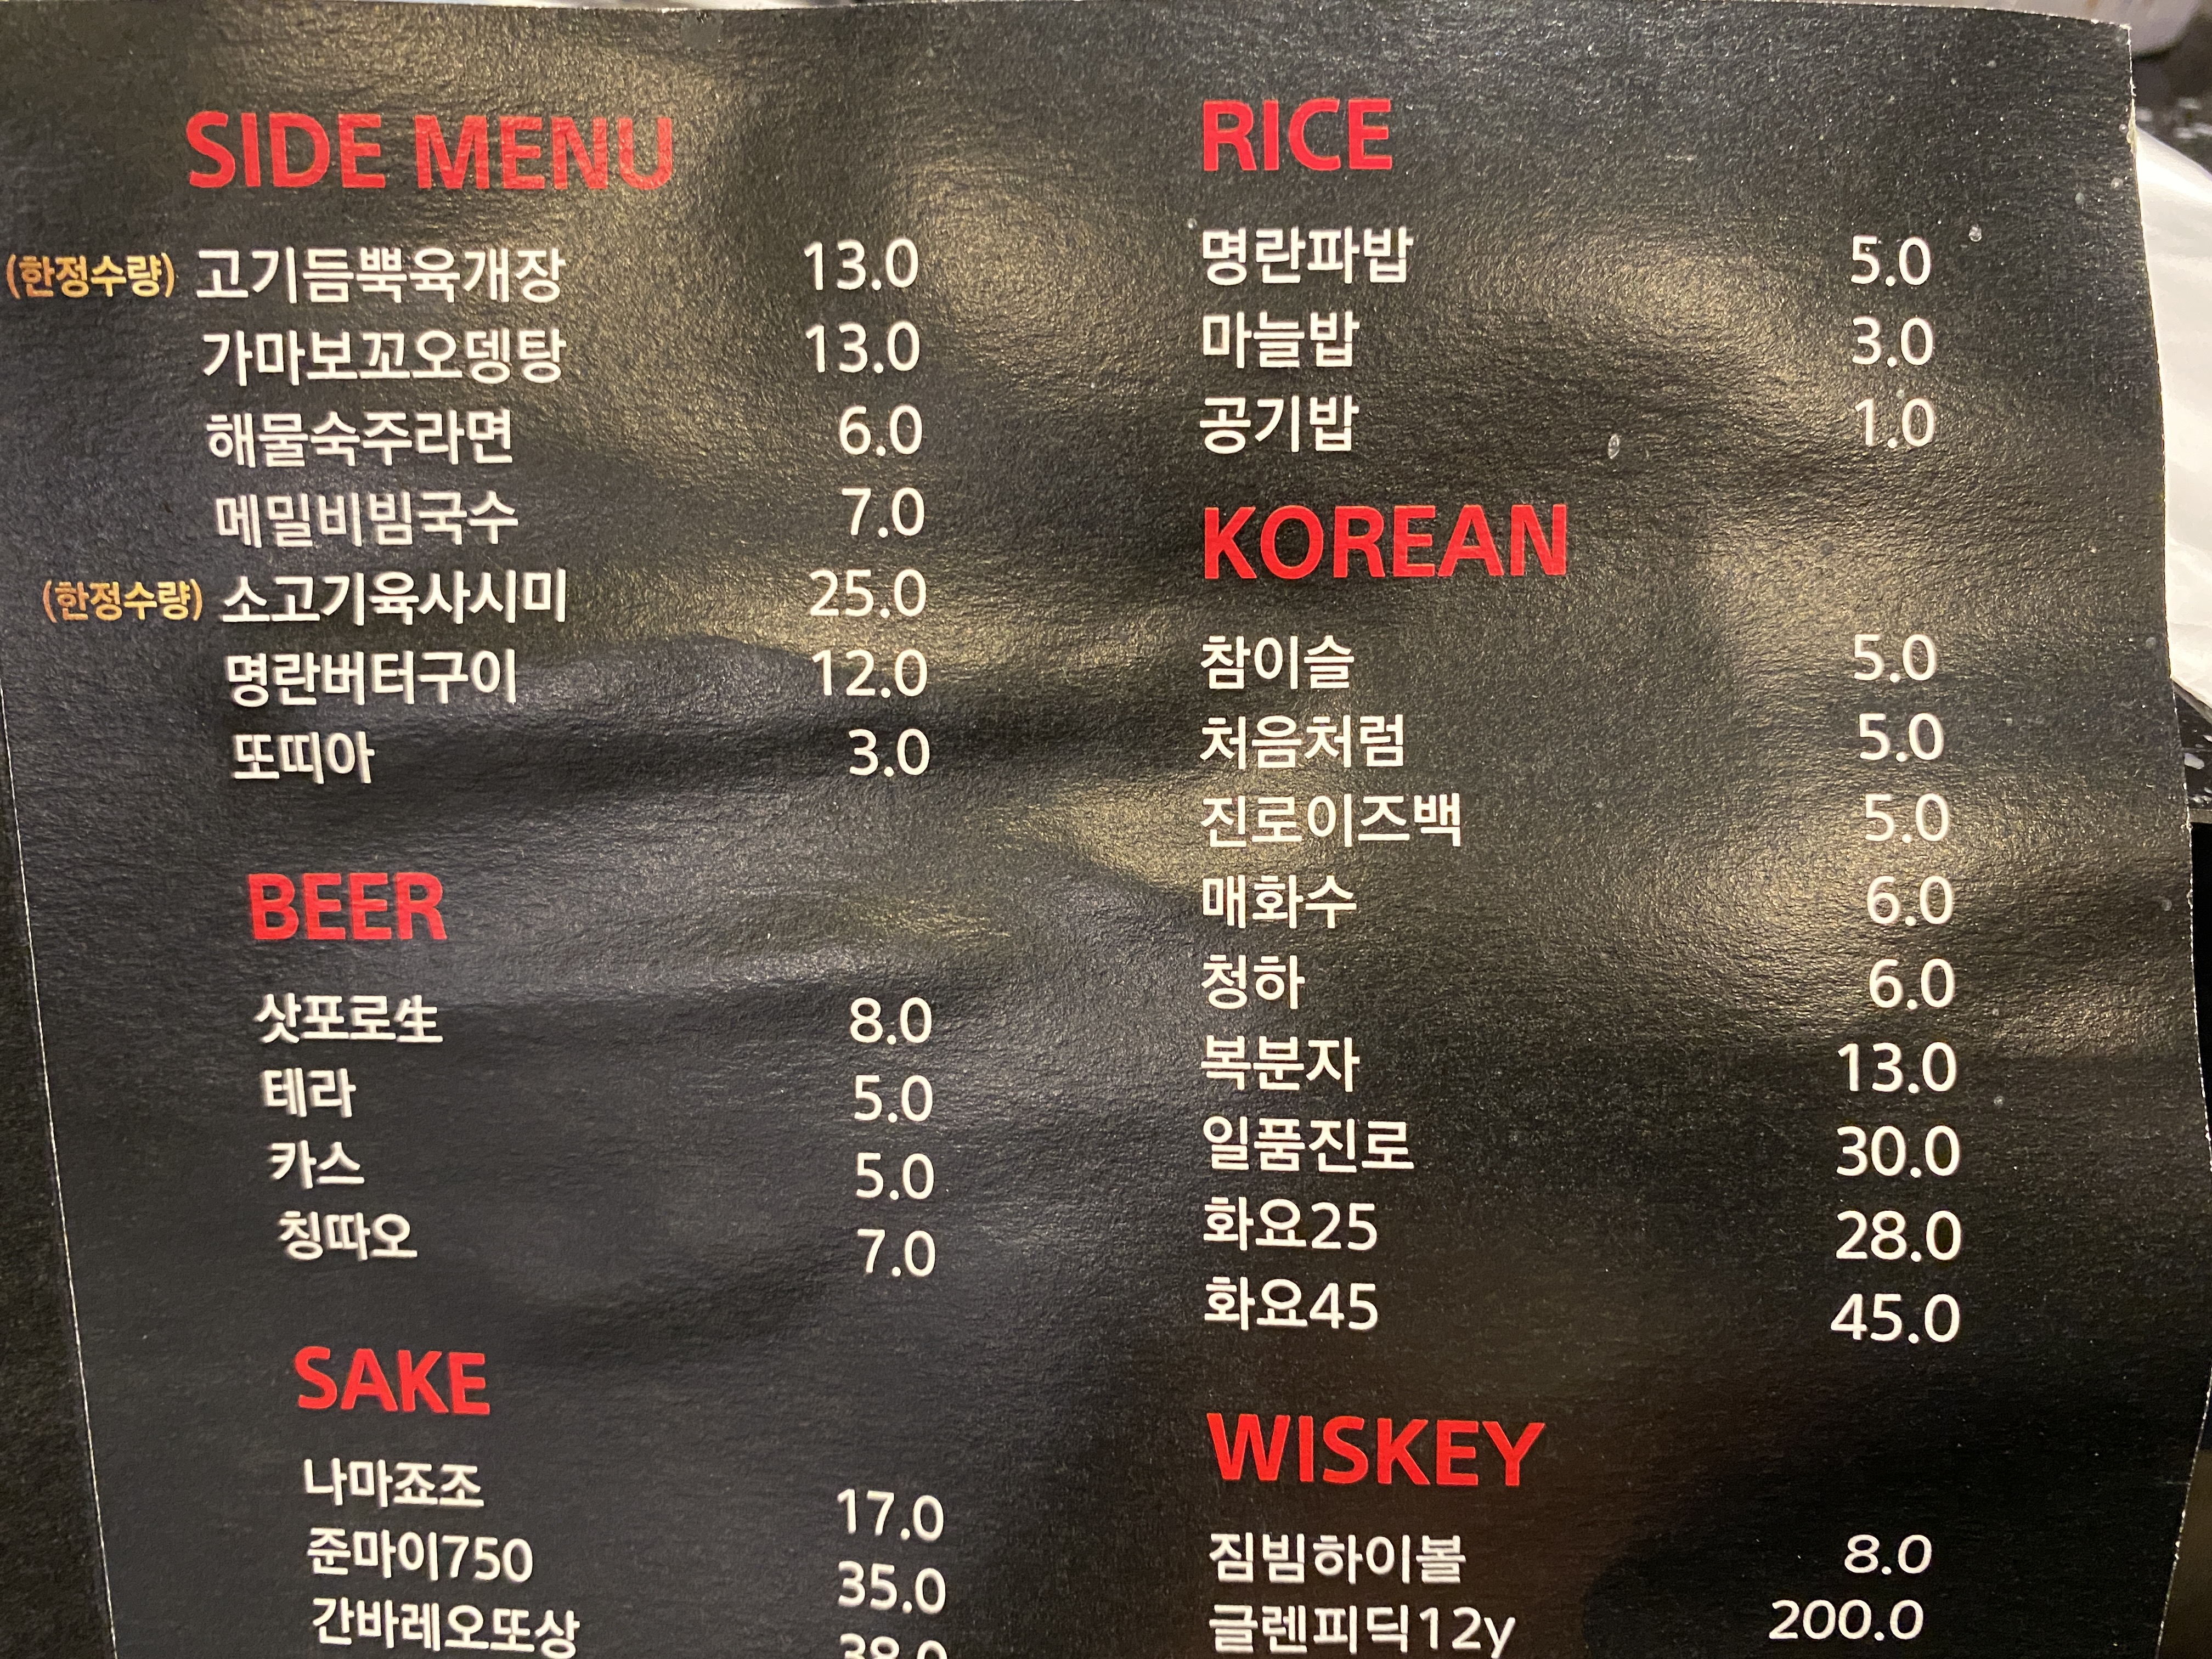 SIDE MENU
(한정수량) 고기듬뿍육개장 13.0
가마보꼬오뎅탕 13.0
해물숙주라면 6.0
메밀비빔국수 7.0
(한정수량) 소고기육사시미 25.0
명란버터구이 12.0
또띠아 3.0
BEER
삿포로生 8.0
테라 5.0
카스 5.0
칭따오 7.0
SAKE
나마죠조 17.0
준마이750 35.0
간바레오또상 38.0
RICE
명란파밥 5.0
마늘밥 3.0
공기밥 1.0
KOREAN
참이슬 5.0
처음처럼 5.0
진로이즈백 5.0
매화수 6.0
청하 6.0
복분자 13.0
일품진로 30.0
화요25 28.0
화요45 45.0
WISKEY
짐빔하이볼 8.0
글렌피딕12y 200.0